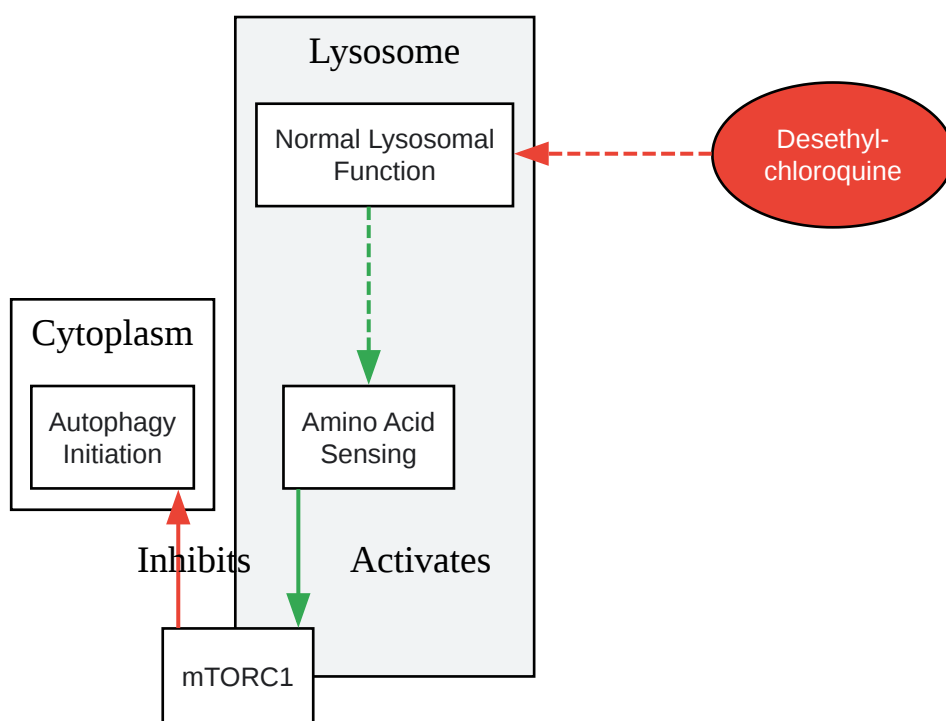 Lysosome
Normal Lysosomal
Function
Desethyl-
chloroquine
Cytoplasm
Autophagy
Initiation
Amino Acid
Sensing
Inhibits
Activates
mTORC1